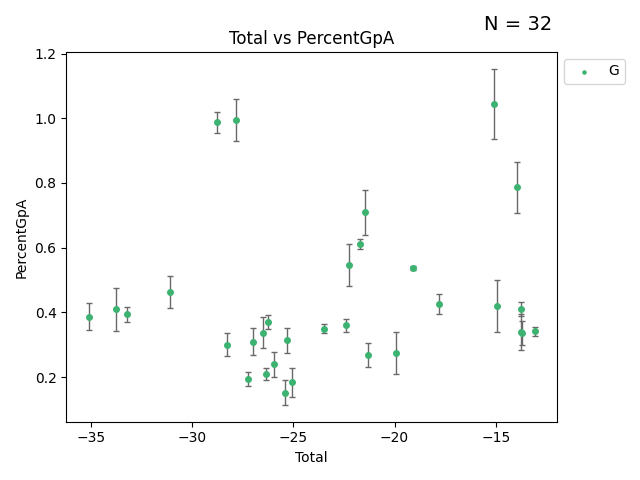 N = 32
Total vs PercentGpA
G
PercentGpA
1.2
1.0
0.8
0.6
0.4
0.2
−35
−30
−25
−20
−15
Total